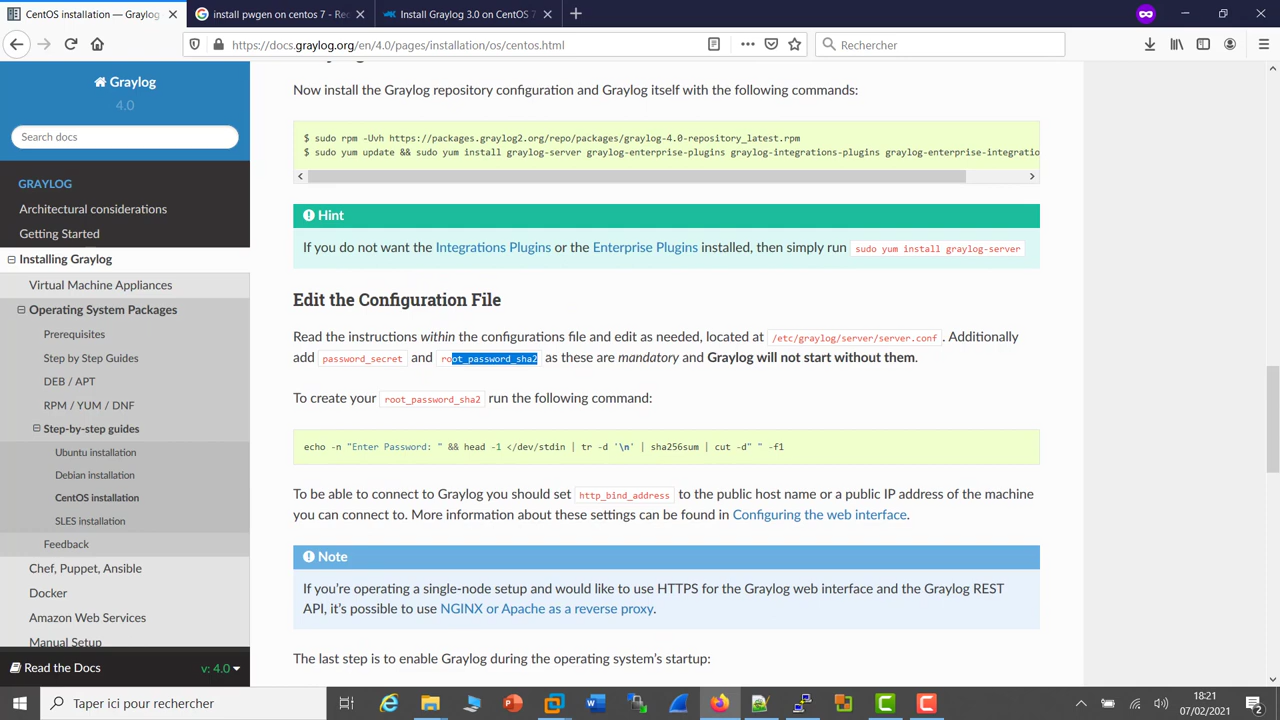 CentOS installation — Graylog
install pwgen on centos 7 - Rec
Install Graylog 3.0 on CentOS 7
https://docs.graylog.org/en/4.0/pages/installation/os/centos.html
Rechercher
Graylog
4.0
Search docs
GRAYLOG
Architectural considerations
Getting Started
Installing Graylog
Virtual Machine Appliances
Operating System Packages
Prerequisites
Step by Step Guides
DEB / APT
RPM / YUM / DNF
Step-by-step guides
Ubuntu installation
Debian installation
CentOS installation
SLES installation
Feedback
Chef, Puppet, Ansible
Docker
Amazon Web Services
Manual Setup
Read the Docs
v: 4.0
Now install the Graylog repository configuration and Graylog itself with the following commands:
$ sudo rpm -Uvh https://packages.graylog2.org/repo/packages/graylog-4.0-repository_latest.rpm
$ sudo yum update && sudo yum install graylog-server graylog-enterprise-plugins graylog-integrations-plugins graylog-enterprise-integratio
Hint
If you do not want the Integrations Plugins or the Enterprise Plugins installed, then simply run sudo yum install graylog-server
Edit the Configuration File
Read the instructions within the configurations file and edit as needed, located at /etc/graylog/server/server.conf. Additionally
add password_secret and root_password_sha2 as these are mandatory and Graylog will not start without them.
To create your root_password_sha2 run the following command:
echo -n "Enter Password: " && head -1 </dev/stdin | tr -d '\n' | sha256sum | cut -d" " -f1
To be able to connect to Graylog you should set http_bind_address to the public host name or a public IP address of the machine
you can connect to. More information about these settings can be found in Configuring the web interface.
Note
If you're operating a single-node setup and would like to use HTTPS for the Graylog web interface and the Graylog REST
API, it's possible to use NGINX or Apache as a reverse proxy.
The last step is to enable Graylog during the operating system's startup:
Taper ici pour rechercher
18:21
07/02/2021
2